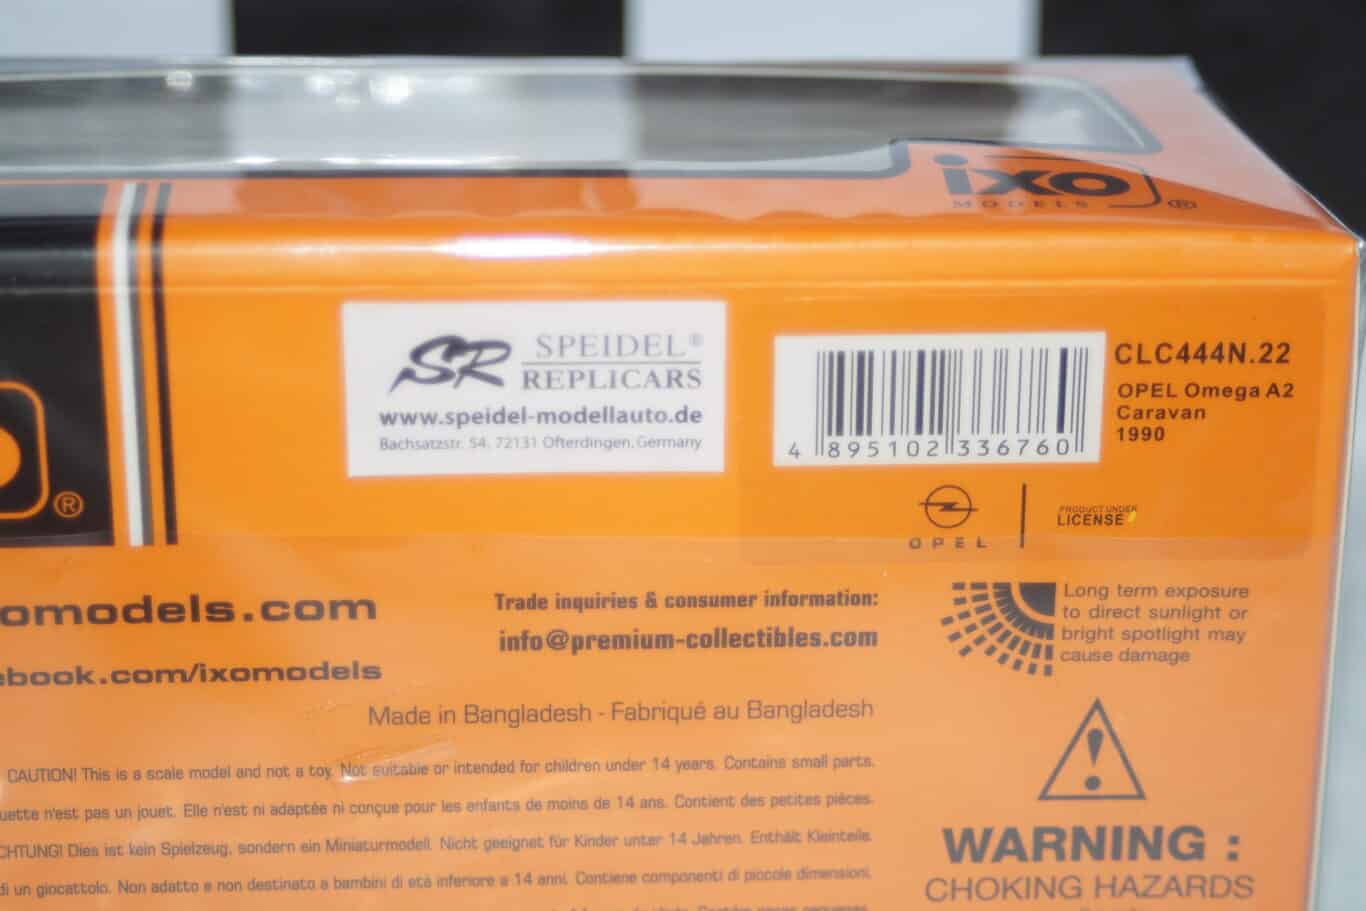 ixo
MODELS ®
SPEIDEL®
SR REPLICARS
www.speidel-modellauto.de
Bachsatzstr. 54, 72131 Ofterdingen, Germany
4 895102 336760
CLC444N.22
OPEL Omega A2
Caravan
1990
OPEL
PRODUCT UNDER
LICENSE
®
omodels.com
ebook.com/ixomodels
Trade inquiries & consumer information:
info@premium-collectibles.com
Long term exposure
to direct sunlight or
bright spotlight may
cause damage
Made in Bangladesh - Fabriqué au Bangladesh
CAUTION! This is a scale model and not a toy. Not suitable or intended for children under 14 years. Contains small parts.
uette n'est pas un jouet. Elle n'est ni adaptée ni conçue pour les enfants de moins de 14 ans. Contient des petites pièces.
CHTUNG! Dies ist kein Spielzeug, sondern ein Miniaturmodell. Nicht geeignet für Kinder unter 14 Jahren. Enthält Kleinteile.
di un giocattolo. Non adatto e non destinato a bambini di età inferiore a 14 anni. Contiene componenti di piccole dimensioni.
WARNING :
CHOKING HAZARDS